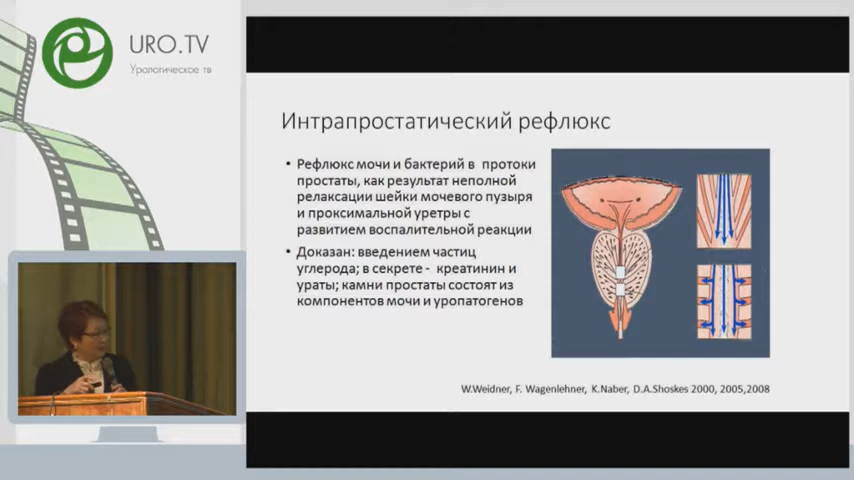 URO.TV
Урологическое тв
Интрапростатический рефлюкс
• Рефлюкс мочи и бактерий в протоки
простаты, как результат неполной
релаксации шейки мочевого пузыря
и проксимальной уретры с
развитием воспалительной реакции
• Доказан: введением частиц
углерода; в секрете - креатинин и
ураты; камни простаты состоят из
компонентов мочи и уропатогенов
W.Weidner, F. Wagenlehner, K.Naber, D.A.Shoskes 2000, 2005,2008